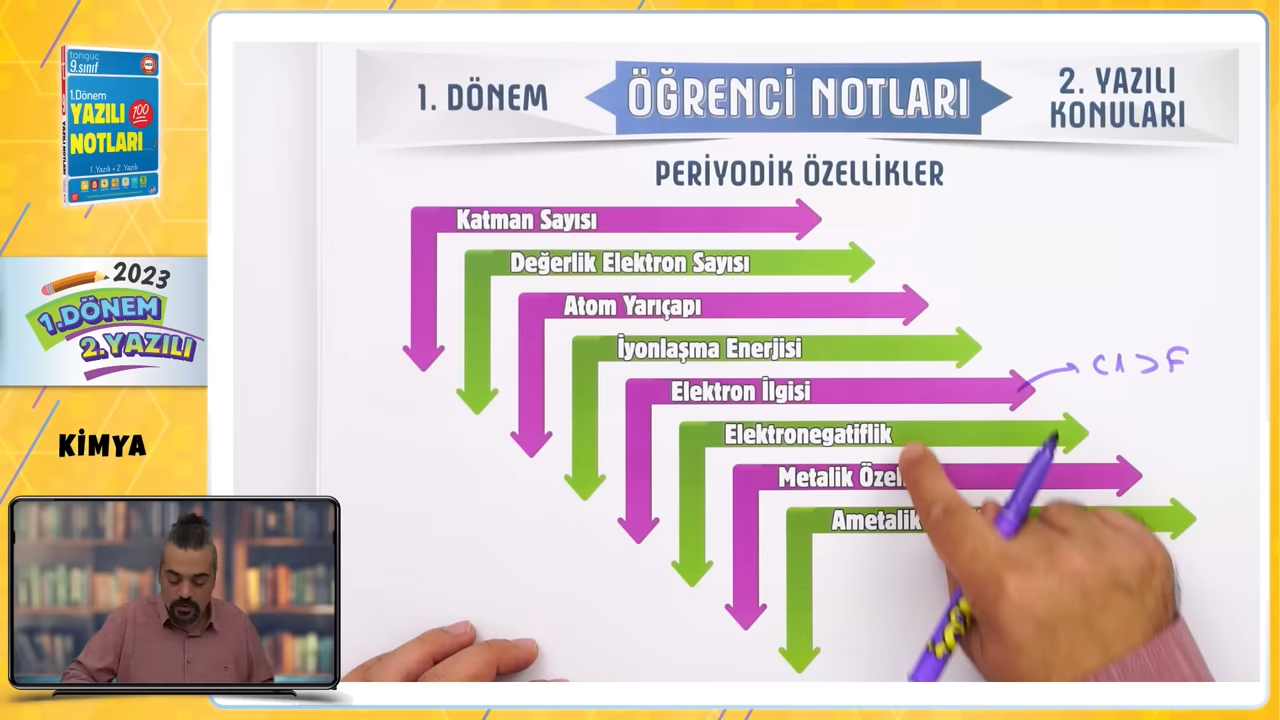 tonguç
9.sınıf
1.Dönem
YAZILI
100
NOTLARI
1.Yazılı • 2.Yazılı
2023
1.DÖNEM
2.YAZILI
KİMYA
1. DÖNEM
ÖĞRENCİ NOTLARI
2. YAZILI
KONULARI
PERİYODİK ÖZELLİKLER
Katman Sayısı
Değerlik Elektron Sayısı
Atom Yarıçapı
İyonlaşma Enerjisi
Elektron İlgisi
Cl > F
Elektronegatiflik
Metalik
Ametalik